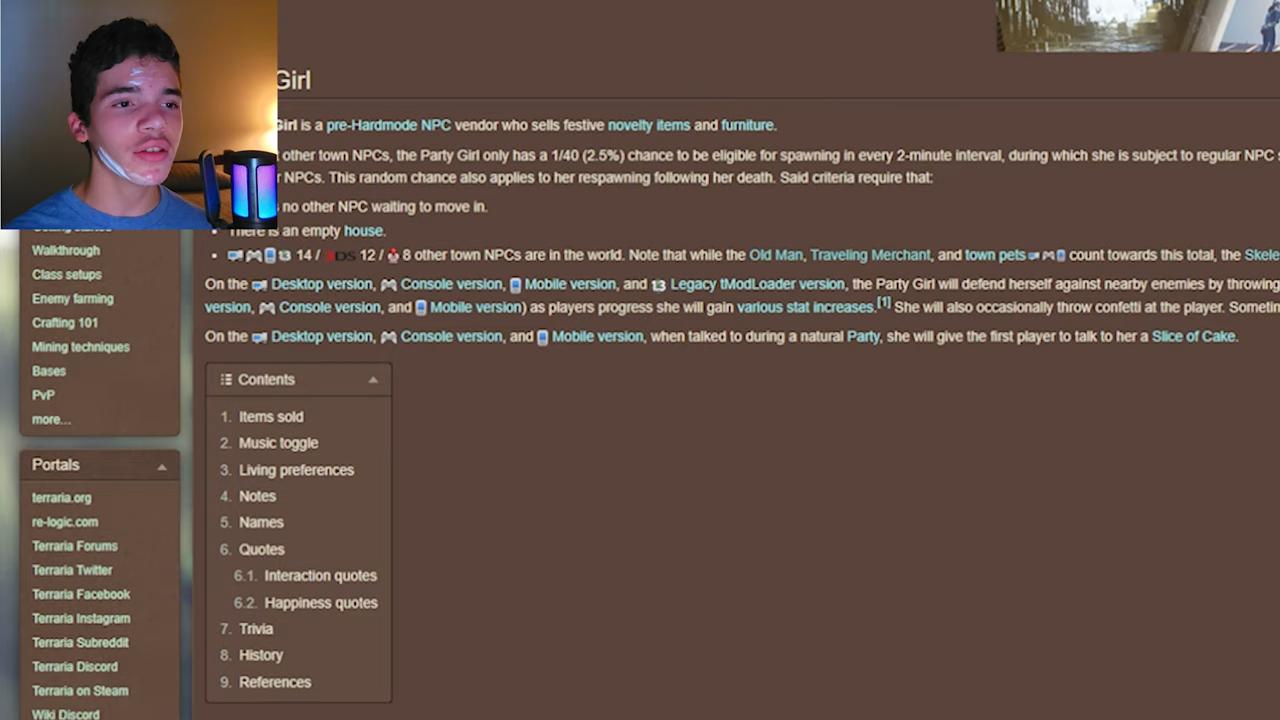 Girl
Girl is a pre-Hardmode NPC vendor who sells festive novelty items and furniture.
other town NPCs, the Party Girl only has a 1/40 (2.5%) chance to be eligible for spawning in every 2-minute interval, during which she is subject to regular NPC
NPCs. This random chance also applies to her respawning following her death. Said criteria require that:
no other NPC waiting to move in.
There is an empty house.
14 / 3DS 12 / 8 other town NPCs are in the world. Note that while the Old Man, Traveling Merchant, and town pets count towards this total, the Skele
On the Desktop version, Console version, Mobile version, and Legacy tModLoader version, the Party Girl will defend herself against nearby enemies by throwing
version, Console version, and Mobile version) as players progress she will gain various stat increases.[1] She will also occasionally throw confetti at the player. Sometin
On the Desktop version, Console version, and Mobile version, when talked to during a natural Party, she will give the first player to talk to her a Slice of Cake.
Contents
1. Items sold
2. Music toggle
3. Living preferences
4. Notes
5. Names
6. Quotes
6.1. Interaction quotes
6.2. Happiness quotes
7. Trivia
8. History
9. References
Walkthrough
Class setups
Enemy farming
Crafting 101
Mining techniques
Bases
PvP
more...
Portals
terraria.org
re-logic.com
Terraria Forums
Terraria Twitter
Terraria Facebook
Terraria Instagram
Terraria Subreddit
Terraria Discord
Terraria on Steam
Wiki Discord